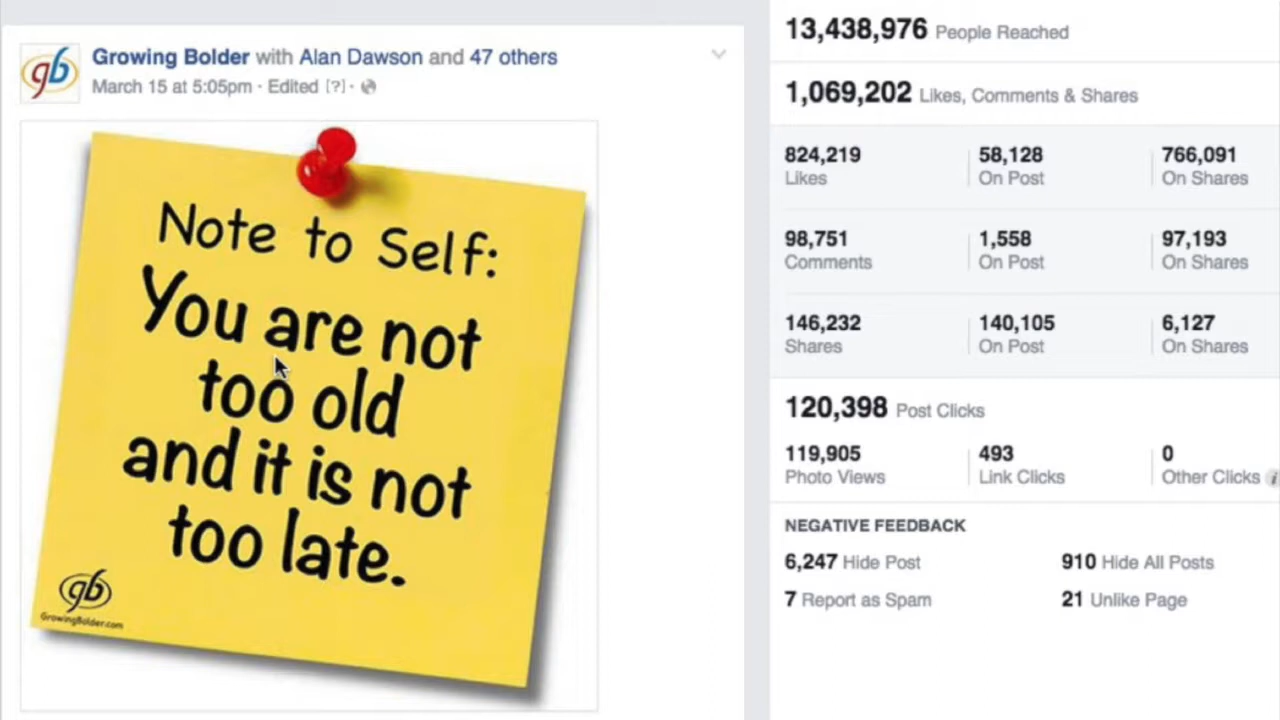 Growing Bolder with Alan Dawson and 47 others
March 15 at 5:05pm · Edited [?] ·
Note to Self:
You are not
too old
and it is not
too late.
gb
GrowingBolder.com
13,438,976 People Reached
1,069,202 Likes, Comments & Shares
824,219 58,128 766,091
Likes On Post On Shares
98,751 1,558 97,193
Comments On Post On Shares
146,232 140,105 6,127
Shares On Post On Shares
120,398 Post Clicks
119,905 493 0
Photo Views Link Clicks Other Clicks i
NEGATIVE FEEDBACK
6,247 Hide Post 910 Hide All Posts
7 Report as Spam 21 Unlike Page